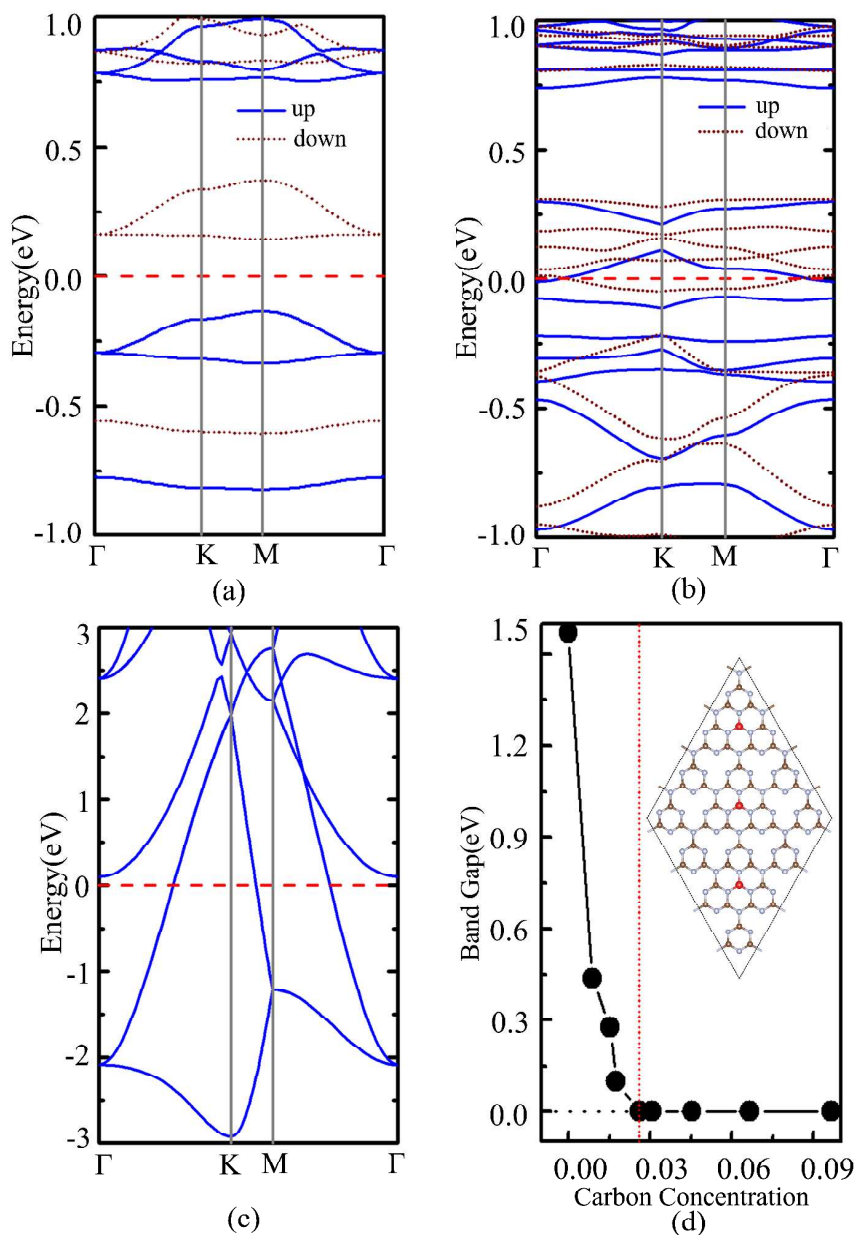 1.0
0.5
0.0
-0.5
-1.0
Energy(eV)
up
down
Γ K M Γ
(a)
1.0
0.5
0.0
-0.5
-1.0
Energy(eV)
up
down
Γ K M Γ
(b)
3
2
1
0
-1
-2
-3
Energy(eV)
Γ K M Γ
(c)
1.5
1.2
0.9
0.6
0.3
0.0
Band Gap(eV)
0.00 0.03 0.06 0.09
Carbon Concentration
(d)